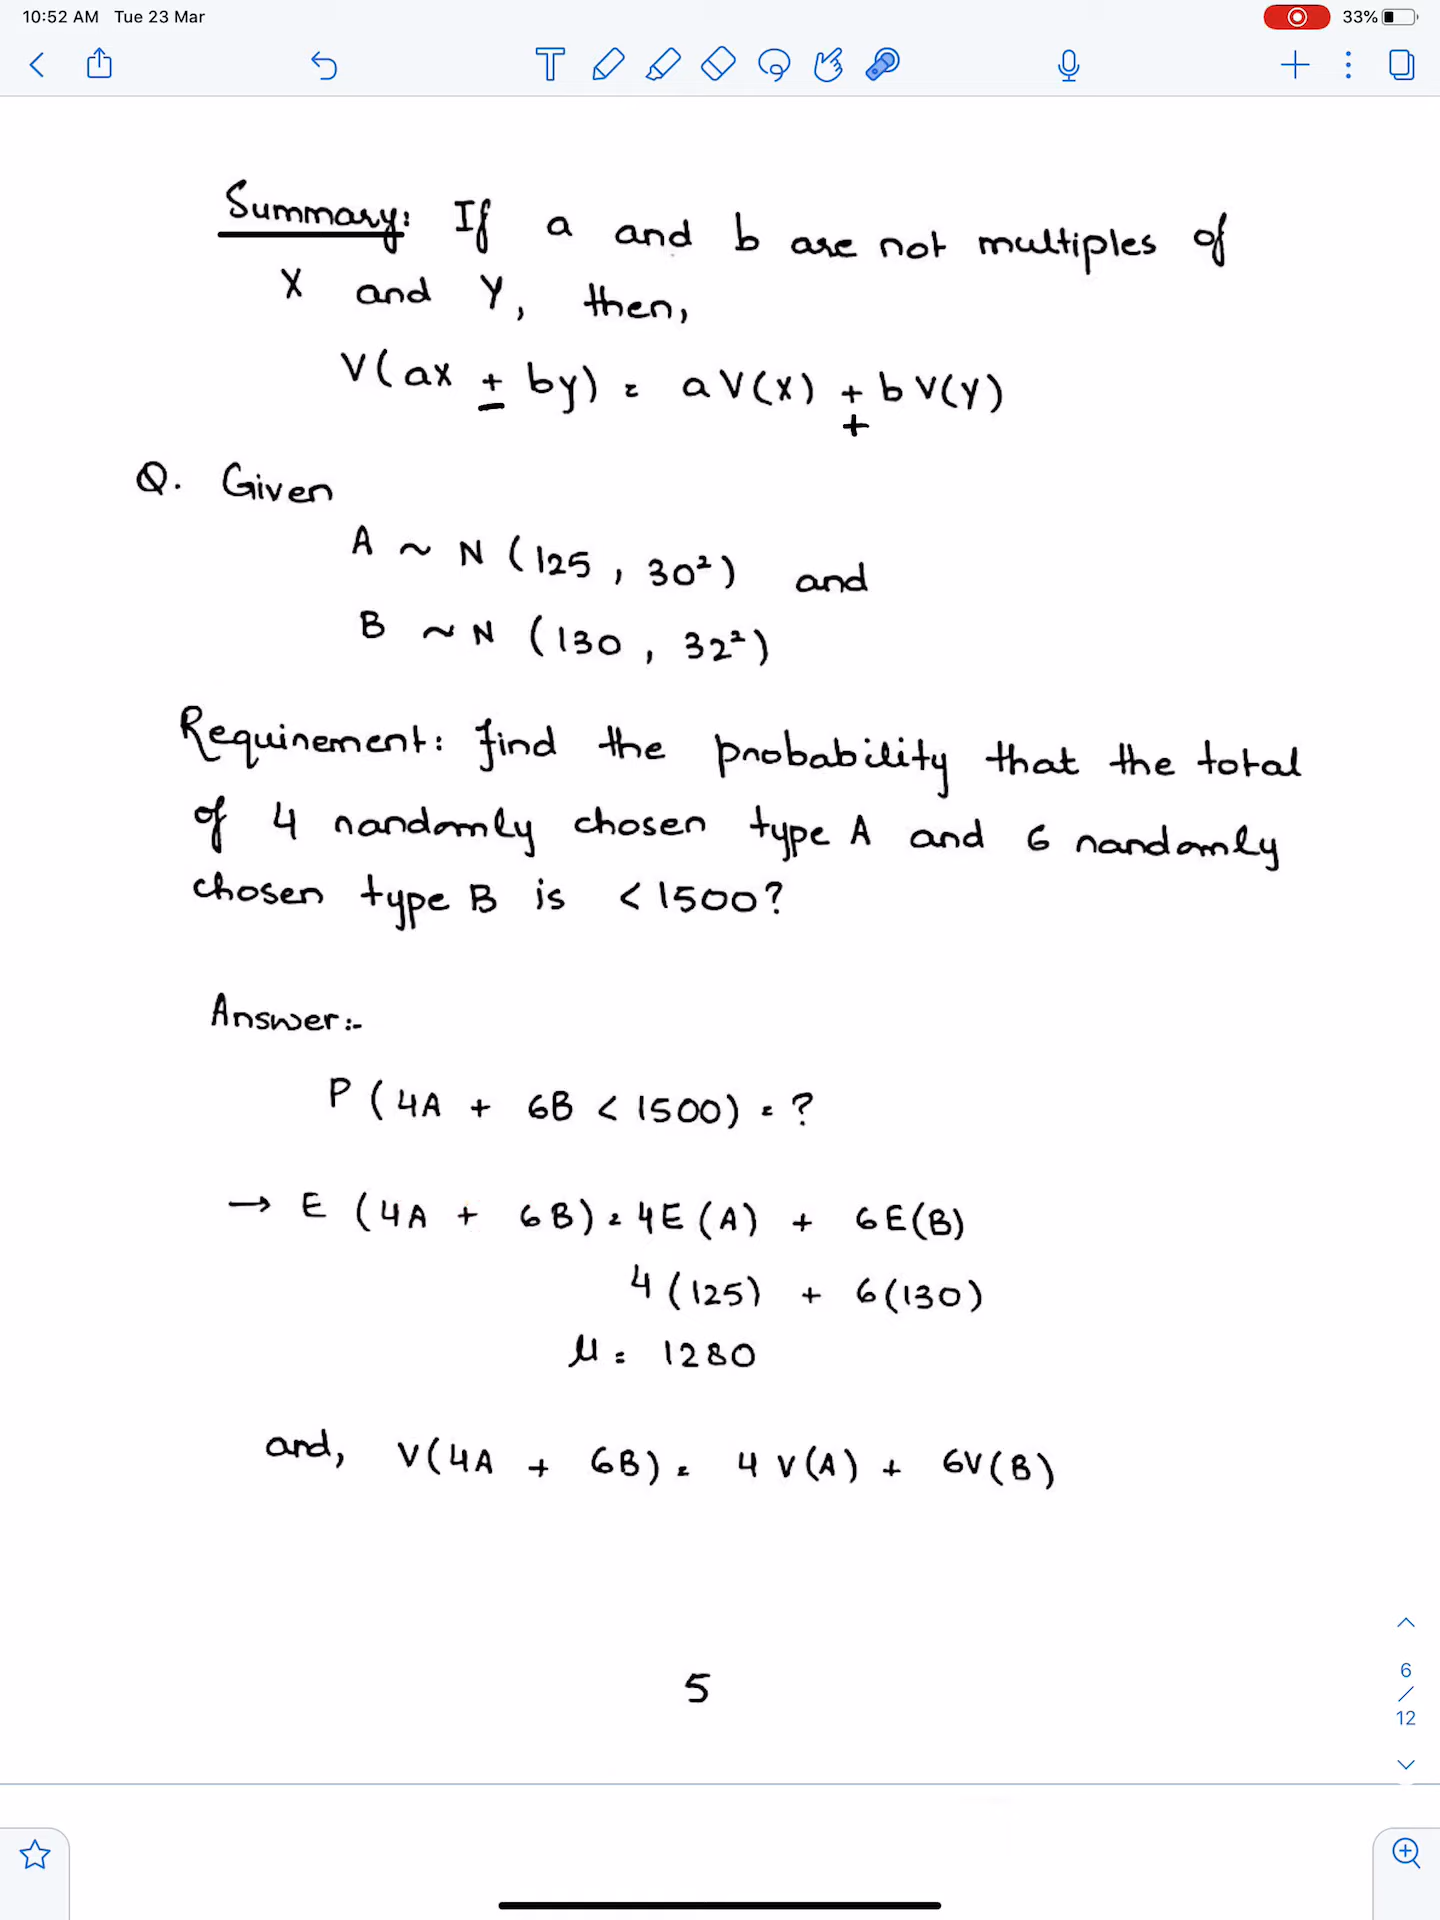 10:52 AM Tue 23 Mar 33%
T
Summary: If a and b are not multiples of
X and Y, then,
V(ax ± by) = aV(X) + bV(Y)
+
Q. Given
A ~ N (125, 30²) and
B ~ N (130, 32²)
Requirement: find the probability that the total
of 4 randomly chosen type A and 6 randomly
chosen type B is < 1500?
Answer:-
P (4A + 6B < 1500) = ?
→ E (4A + 6B) = 4E(A) + 6E(B)
4(125) + 6(130)
μ = 1280
and, V(4A + 6B) = 4V(A) + 6V(B)
5
6
/
12